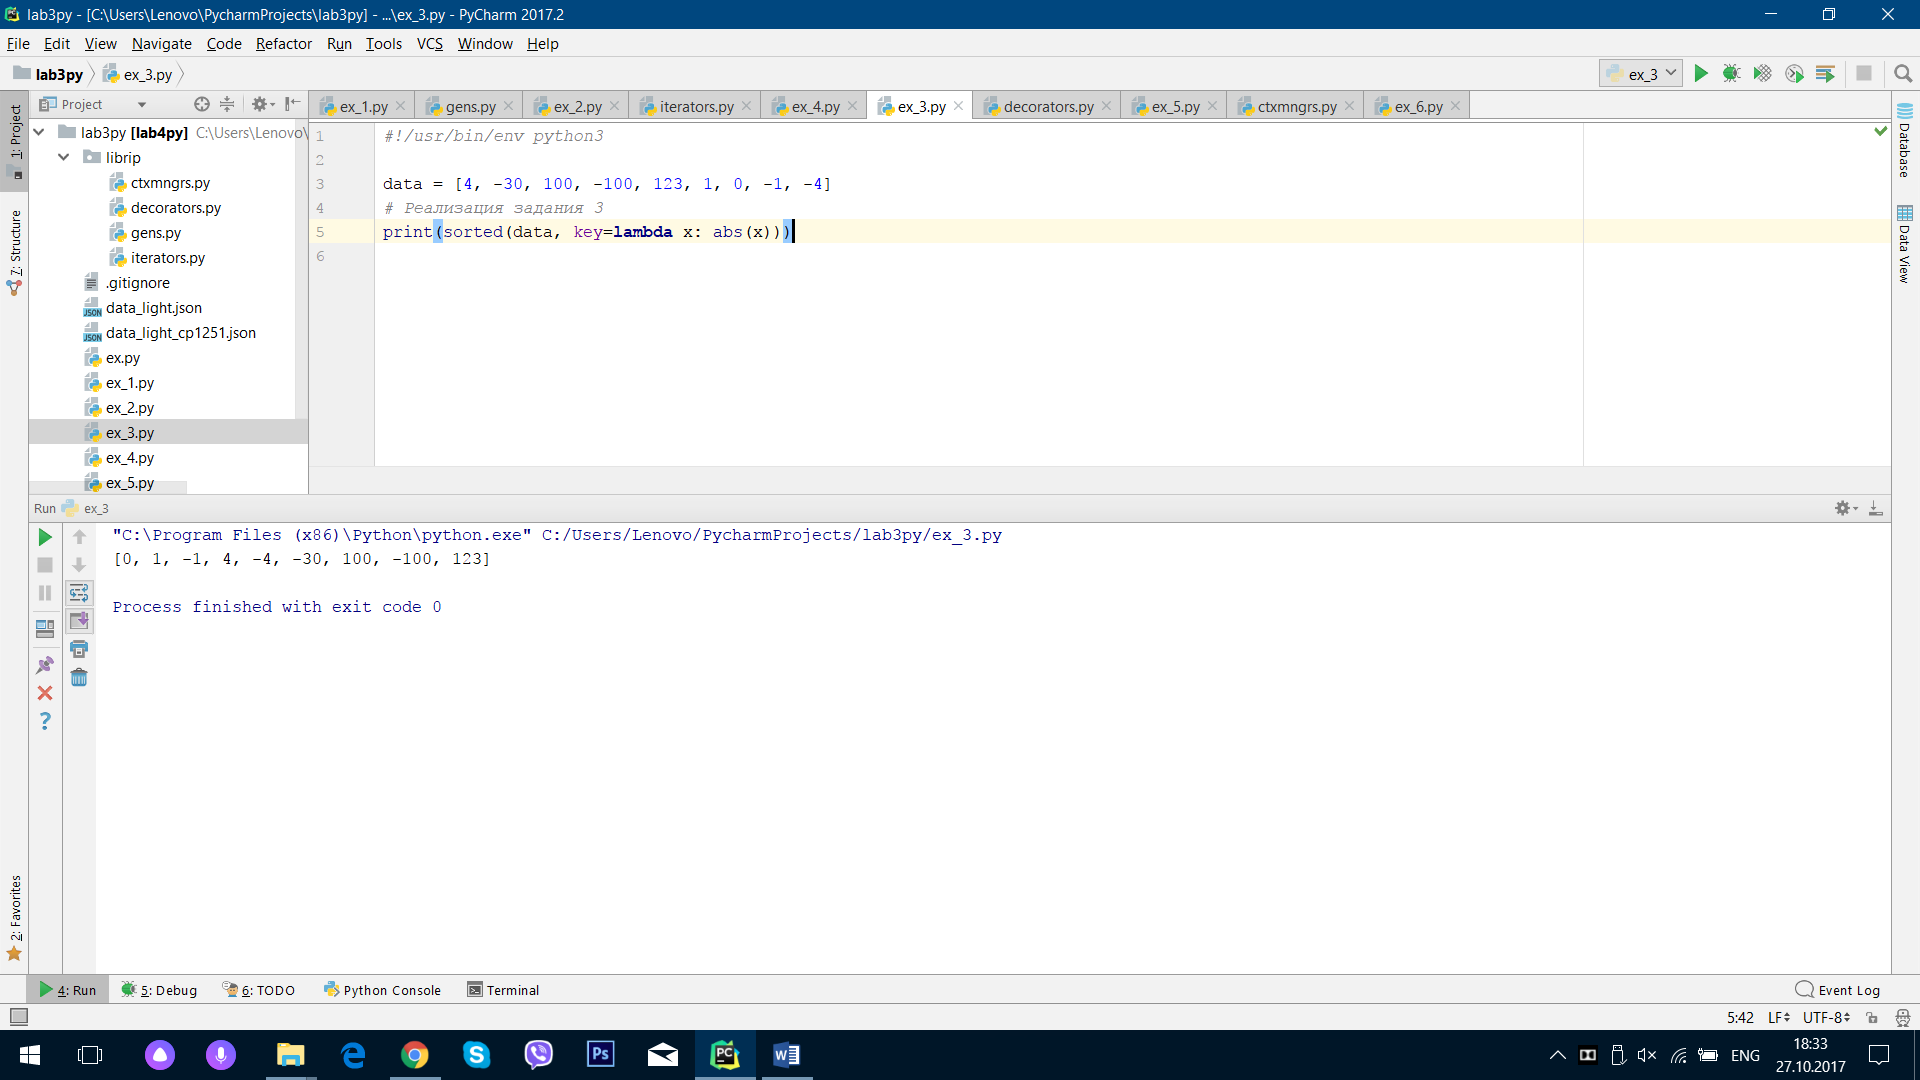 lab3py - [C:\Users\Lenovo\PycharmProjects\lab3py] - ...\ex_3.py - PyCharm 2017.2
File Edit View Navigate Code Refactor Run Tools VCS Window Help
lab3py ex_3.py ex_3
Project
ex_1.py gens.py ex_2.py iterators.py ex_4.py ex_3.py decorators.py ex_5.py ctxmngrs.py ex_6.py
1: Project
7: Structure
2: Favorites
lab3py [lab4py] C:\Users\Lenovo\
librip
ctxmngrs.py
decorators.py
gens.py
iterators.py
.gitignore
data_light.json
data_light_cp1251.json
ex.py
ex_1.py
ex_2.py
ex_3.py
ex_4.py
ex_5.py
1 #!/usr/bin/env python3
2
3 data = [4, -30, 100, -100, 123, 1, 0, -1, -4]
4 # Реализация задания 3
5 print(sorted(data, key=lambda x: abs(x)))
6
Database
Data View
Run ex_3
"C:\Program Files (x86)\Python\python.exe" C:/Users/Lenovo/PycharmProjects/lab3py/ex_3.py
[0, 1, -1, 4, -4, -30, 100, -100, 123]
Process finished with exit code 0
4: Run 5: Debug 6: TODO Python Console Terminal Event Log
5:42 LF UTF-8
ENG
18:33
27.10.2017